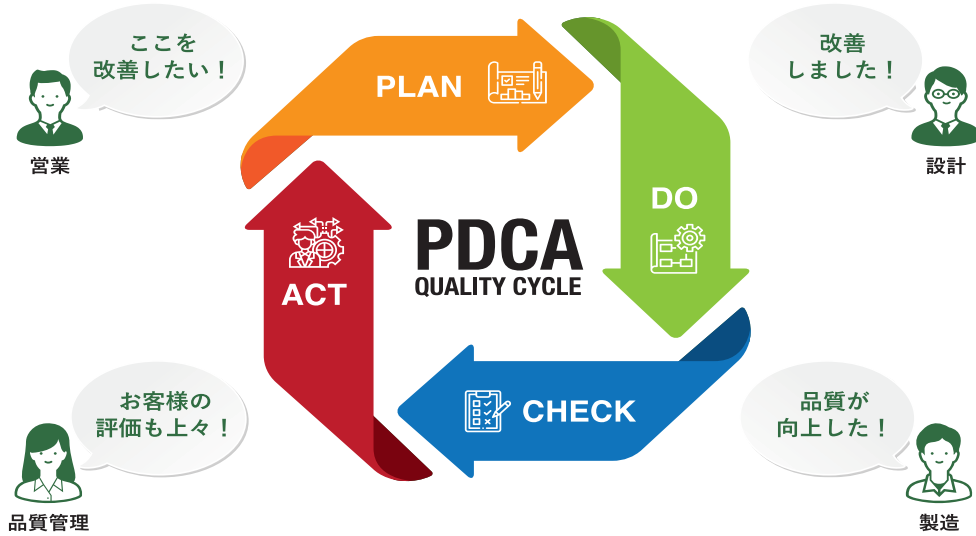 ここを
改善したい！
営業
改善
しました！
設計
PLAN
DO
PDCA
QUALITY CYCLE
ACT
CHECK
お客様の
評価も上々！
品質管理
品質が
向上した！
製造